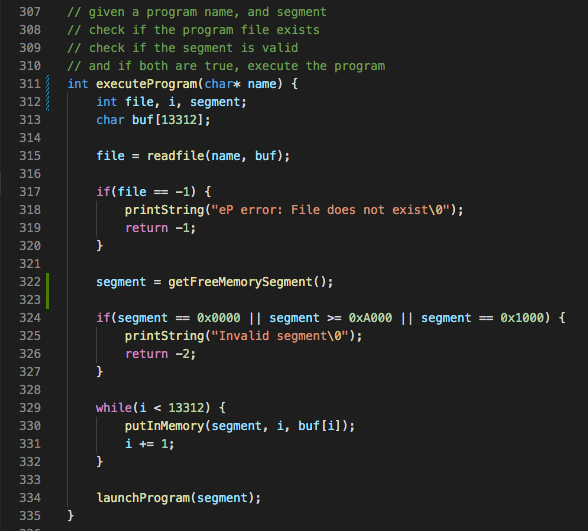 307 // given a program name, and segment
308 // check if the program file exists
309 // check if the segment is valid
310 // and if both are true, execute the program
311 int executeProgram(char* name) {
312     int file, i, segment;
313     char buf[13312];
314
315     file = readfile(name, buf);
316
317     if(file == -1) {
318         printString("eP error: File does not exist\0");
319         return -1;
320     }
321
322     segment = getFreeMemorySegment();
323
324     if(segment == 0x0000 || segment >= 0xA000 || segment == 0x1000) {
325         printString("Invalid segment\0");
326         return -2;
327     }
328
329     while(i < 13312) {
330         putInMemory(segment, i, buf[i]);
331         i += 1;
332     }
333
334     launchProgram(segment);
335 }